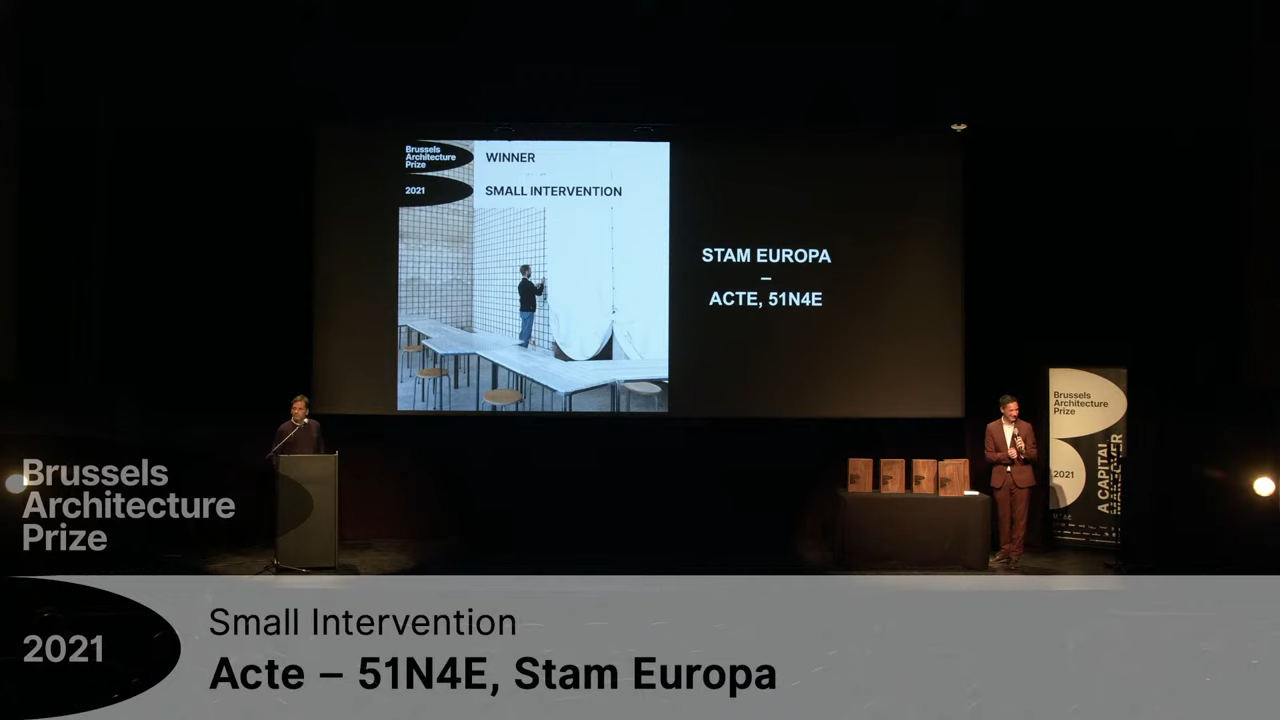 Brussels
Architecture
Prize
WINNER
2021
SMALL INTERVENTION
STAM EUROPA
–
ACTE, 51N4E
Brussels
Architecture
Prize
2021
A CAPITAL
MAKEOVER
Brussels
Architecture
Prize
2021
Small Intervention
Acte – 51N4E, Stam Europa